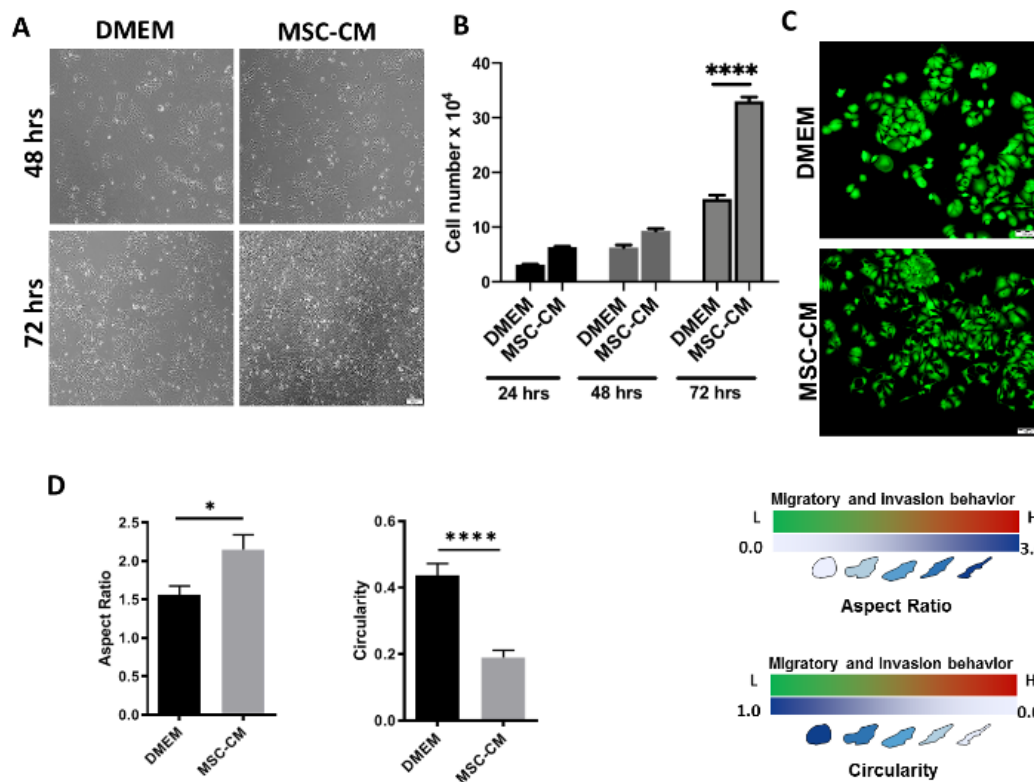 A
DMEM
MSC-CM
48 hrs
72 hrs
B
Cell number x 10⁴
40
30
20
10
0
****
DMEM
MSC-CM
DMEM
MSC-CM
DMEM
MSC-CM
24 hrs
48 hrs
72 hrs
C
DMEM
MSC-CM
D
Aspect Ratio
2.5
2.0
1.5
1.0
0.5
0.0
*
DMEM
MSC-CM
Circularity
0.6
0.4
0.2
0.0
****
DMEM
MSC-CM
Migratory and Invasion behavior
L
H
0.0
3.
Aspect Ratio
Migratory and Invasion behavior
L
H
1.0
0.0
Circularity